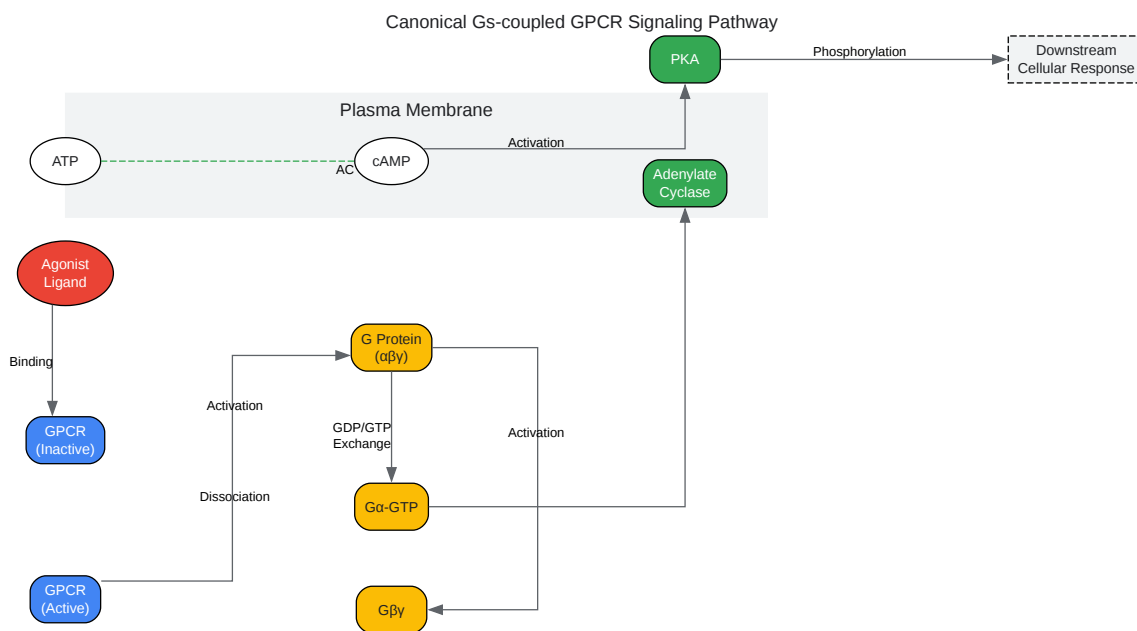 Canonical Gs-coupled GPCR Signaling Pathway
PKA
Phosphorylation
Downstream
Cellular Response
Plasma Membrane
ATP
AC
cAMP
Activation
Adenylate
Cyclase
Agonist
Ligand
Binding
GPCR
(Inactive)
G Protein
(αβγ)
Activation
GDP/GTP
Exchange
Activation
Dissociation
Gα-GTP
GPCR
(Active)
Gβγ